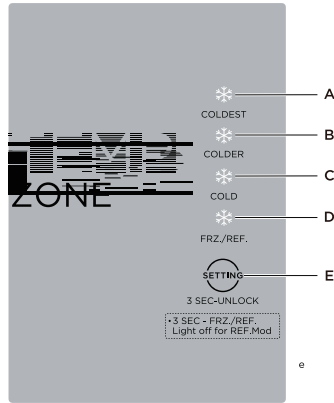 A
COLDEST
B
COLDER
C
COLD
D
FRZ./REF.
SETTING
E
3 SEC-UNLOCK
•3 SEC - FRZ./REF.
Light off for REF.Mod
ZONE
e